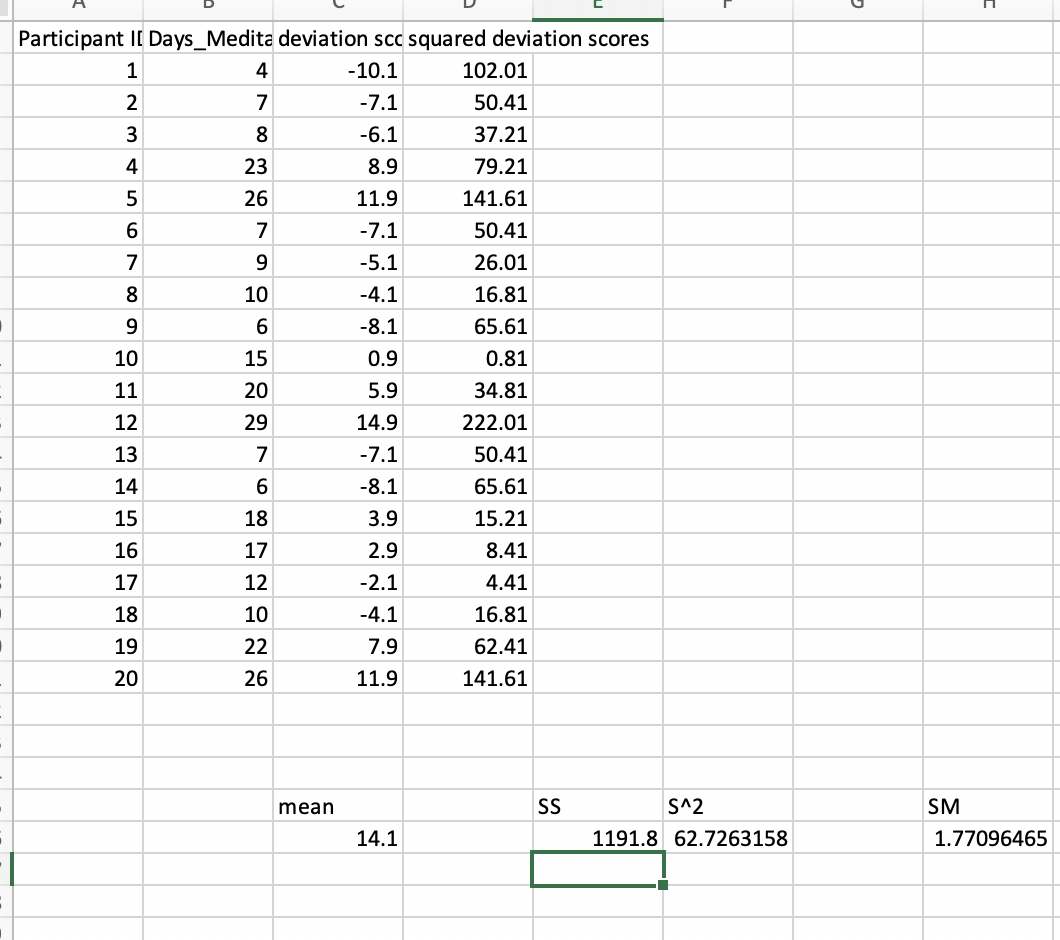 A B C D E F G H
Participant ID Days_Medita deviation scc squared deviation scores
1 4 -10.1 102.01
2 7 -7.1 50.41
3 8 -6.1 37.21
4 23 8.9 79.21
5 26 11.9 141.61
6 7 -7.1 50.41
7 9 -5.1 26.01
8 10 -4.1 16.81
9 6 -8.1 65.61
10 15 0.9 0.81
11 20 5.9 34.81
12 29 14.9 222.01
13 7 -7.1 50.41
14 6 -8.1 65.61
15 18 3.9 15.21
16 17 2.9 8.41
17 12 -2.1 4.41
18 10 -4.1 16.81
19 22 7.9 62.41
20 26 11.9 141.61
mean SS S^2 SM
14.1 1191.8 62.7263158 1.77096465